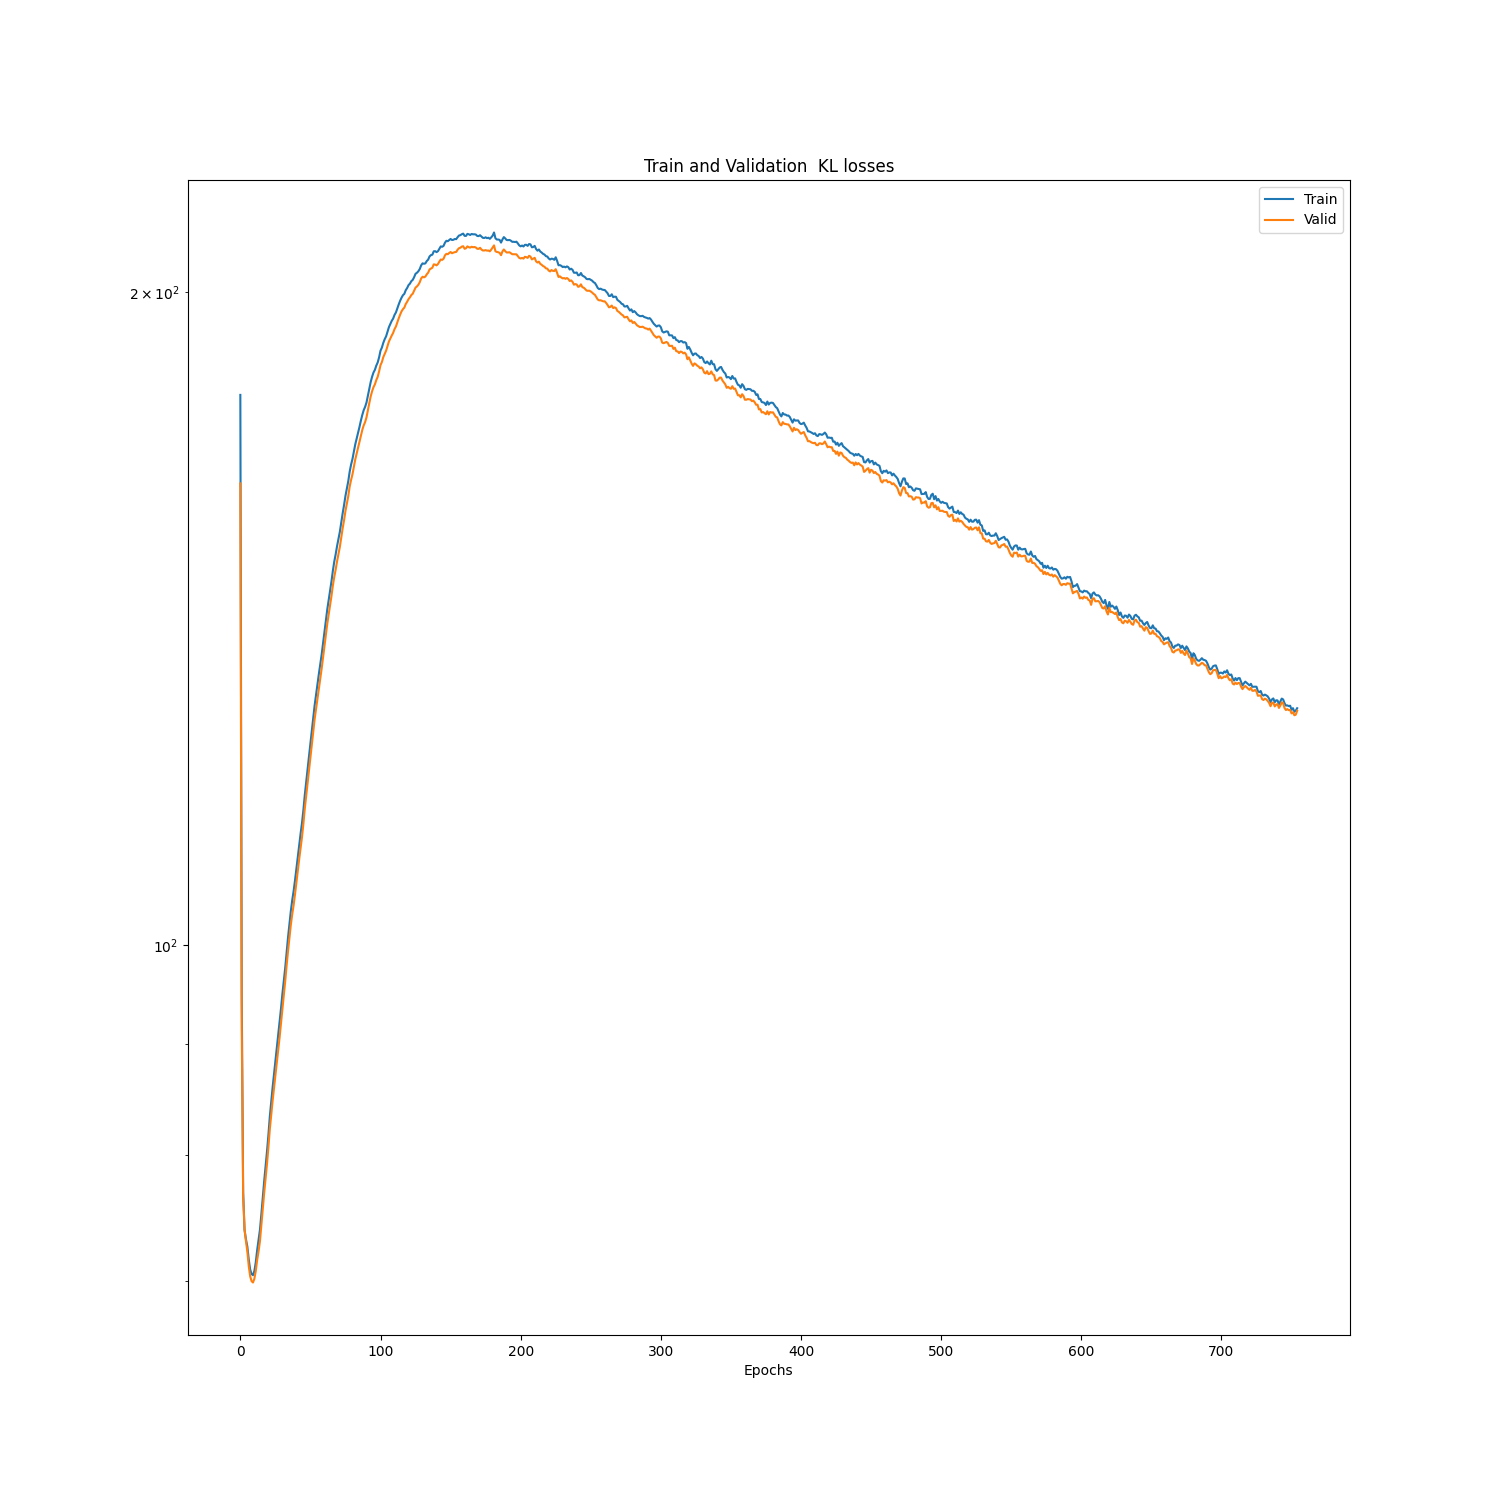 Train and Validation  KL losses
Train
Valid
2 × 10²
10²
0 100 200 300 400 500 600 700
Epochs